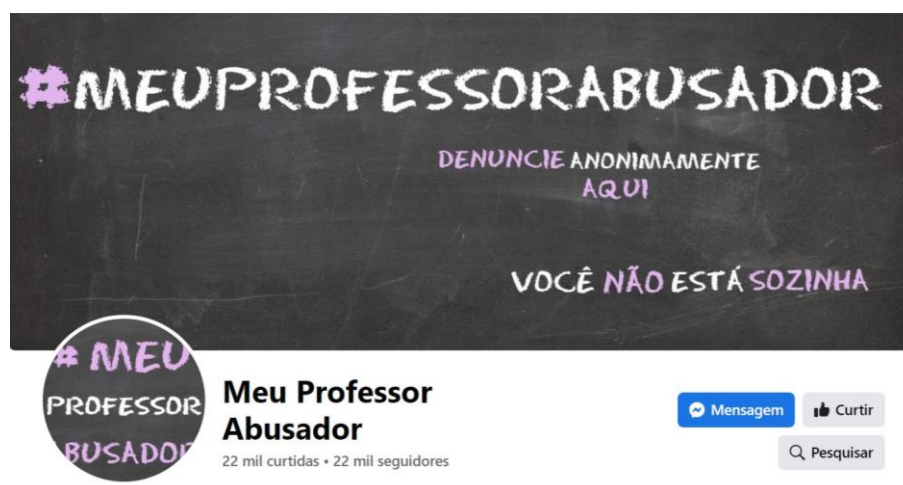 #MEUPROFESSORABUSADOR
DENUNCIE ANONIMAMENTE
AQUI
VOCÊ NÃO ESTÁ SOZINHA
# MEU
PROFESSOR
ABUSADOR
Meu Professor
Abusador
22 mil curtidas • 22 mil seguidores
Mensagem
Curtir
Pesquisar